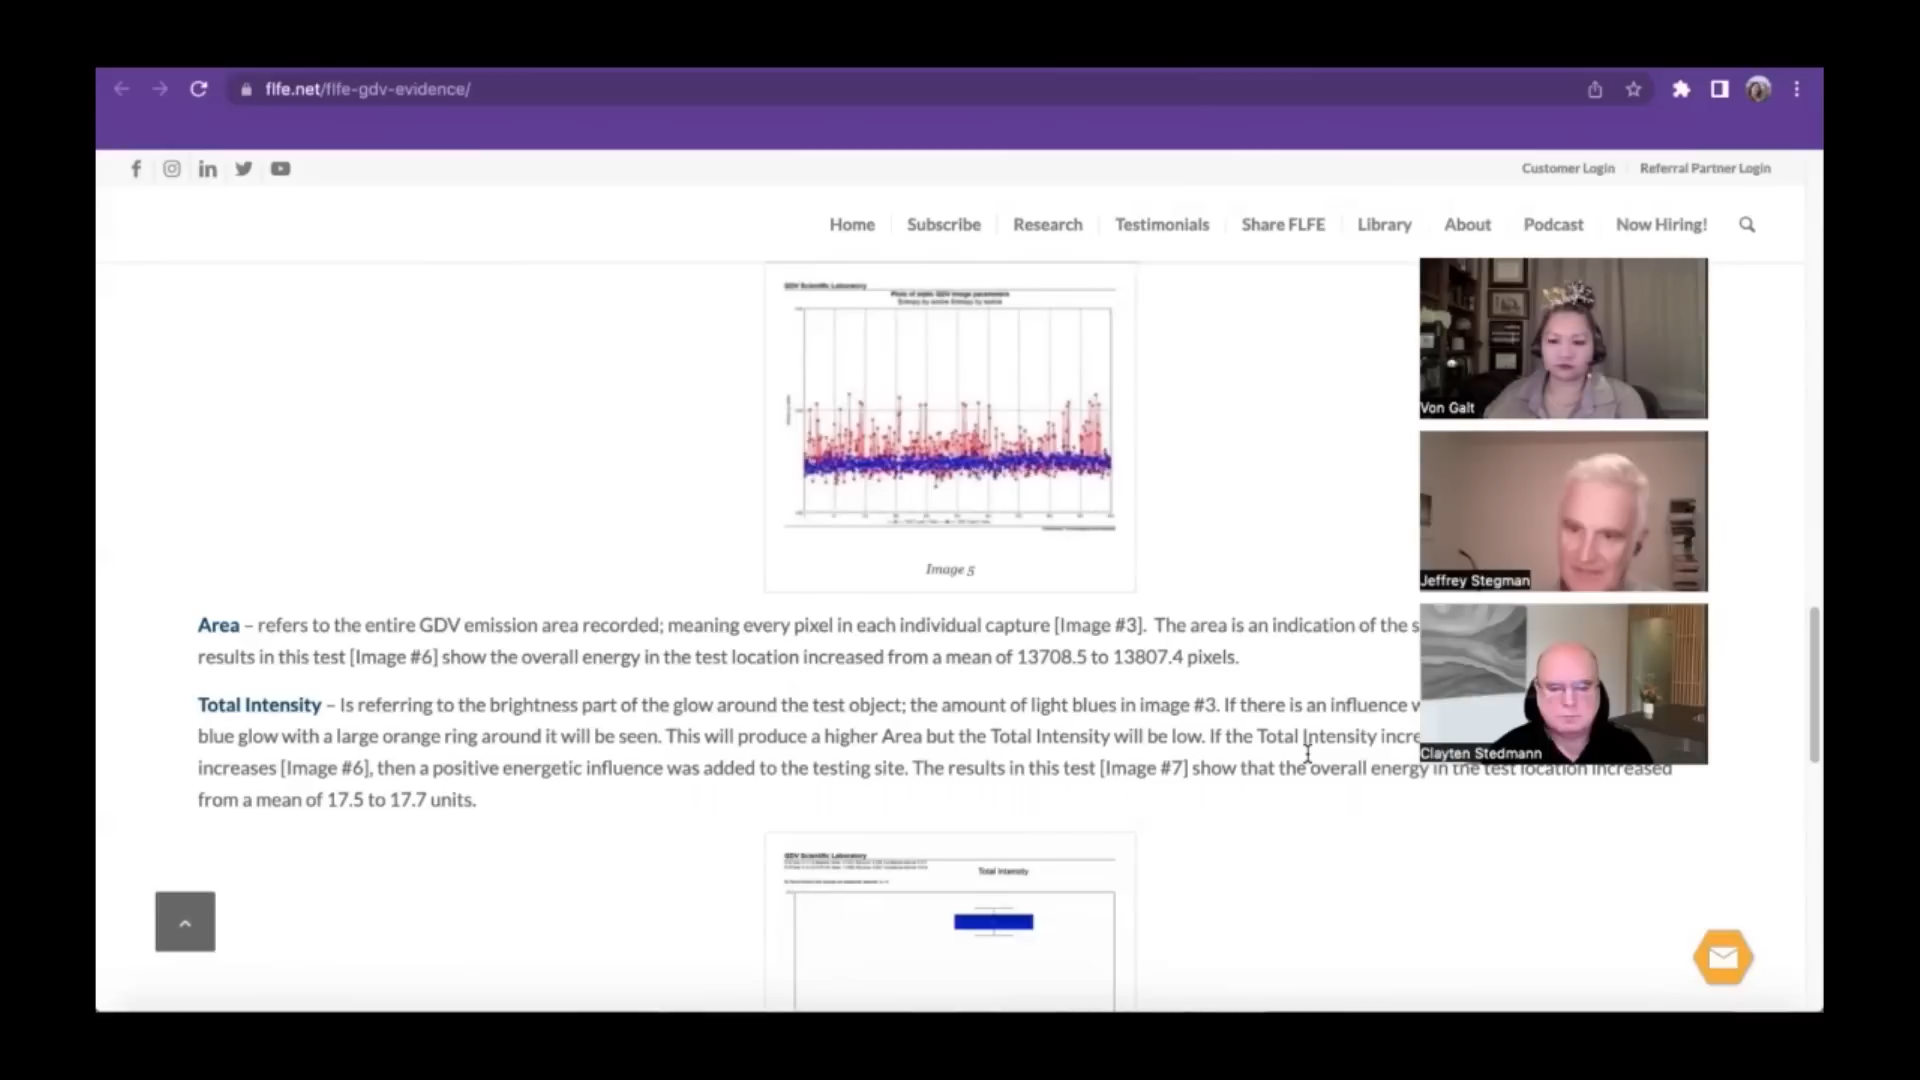 flfe.net/flfe-gdv-evidence/
Customer Login
Referral Partner Login
Home
Subscribe
Research
Testimonials
Share FLFE
Library
About
Podcast
Now Hiring!
GDV Scientific Laboratory
Von Galt
Image 5
Jeffrey Stegman
Area – refers to the entire GDV emission area recorded; meaning every pixel in each individual capture [Image #3]. The area is an indication of the
results in this test [Image #6] show the overall energy in the test location increased from a mean of 13708.5 to 13807.4 pixels.
Total Intensity – Is referring to the brightness part of the glow around the test object; the amount of light blues in image #3. If there is an influence
blue glow with a large orange ring around it will be seen. This will produce a higher Area but the Total Intensity will be low. If the Total Intensity
Clayten Stedmann
increases [Image #6], then a positive energetic influence was added to the testing site. The results in this test [Image #7] show that the overall energy in the test location increased
from a mean of 17.5 to 17.7 units.
GDV Scientific Laboratory
Total Intensity